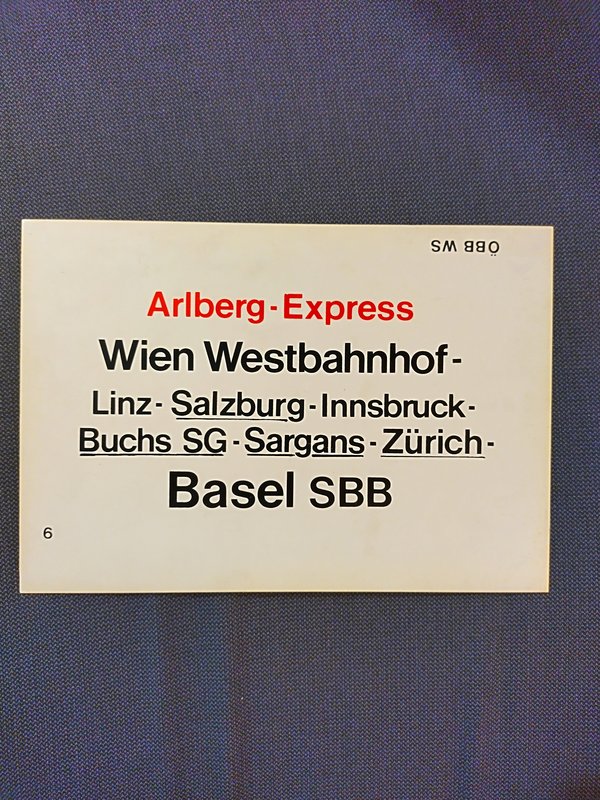 ÖBB WS
Arlberg-Express
Wien Westbahnhof-
Linz- Salzburg-Innsbruck-
Buchs SG-Sargans-Zürich-
Basel SBB
6